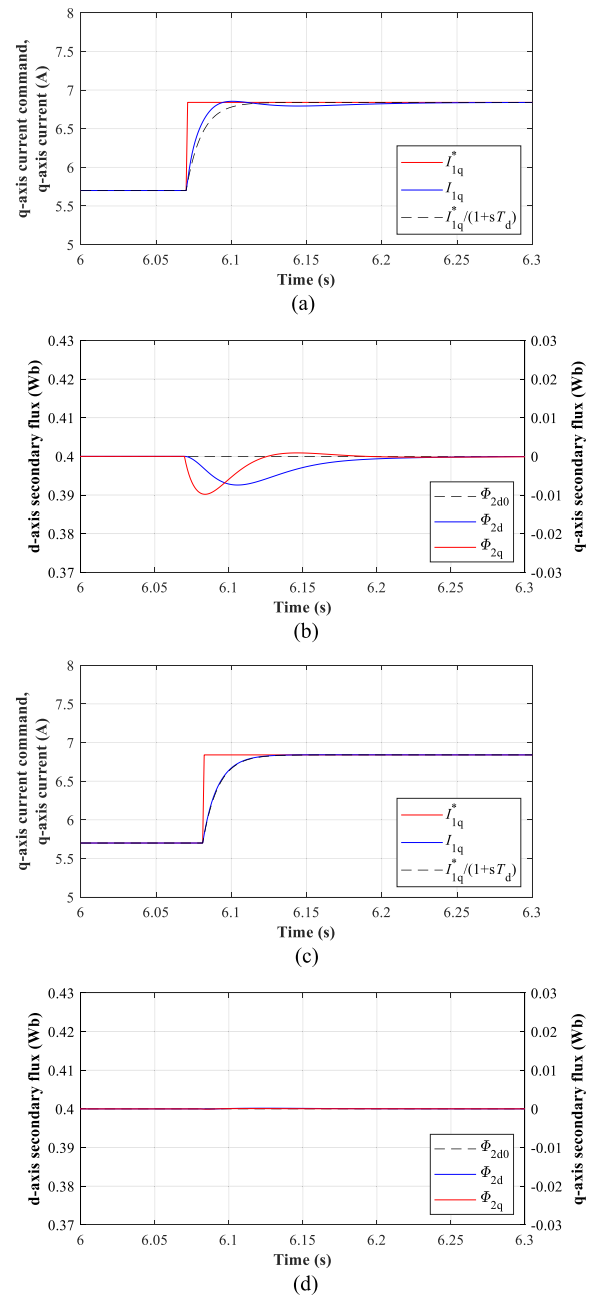 8
7.5
7
6.5
6
5.5
5
q-axis current command,
q-axis current (A)
I*1q
I1q
I*1q/(1+sTd)
6 6.05 6.1 6.15 6.2 6.25 6.3
Time (s)
(a)
0.43 0.03
0.42 0.02
0.41 0.01
0.4 0
0.39 -0.01
0.38 -0.02
0.37 -0.03
d-axis secondary flux (Wb)
q-axis secondary flux (Wb)
Φ2d0
Φ2d
Φ2q
6 6.05 6.1 6.15 6.2 6.25 6.3
Time (s)
(b)
8
7.5
7
6.5
6
5.5
5
q-axis current command,
q-axis current (A)
I*1q
I1q
I*1q/(1+sTd)
6 6.05 6.1 6.15 6.2 6.25 6.3
Time (s)
(c)
0.43 0.03
0.42 0.02
0.41 0.01
0.4 0
0.39 -0.01
0.38 -0.02
0.37 -0.03
d-axis secondary flux (Wb)
q-axis secondary flux (Wb)
Φ2d0
Φ2d
Φ2q
6 6.05 6.1 6.15 6.2 6.25 6.3
Time (s)
(d)